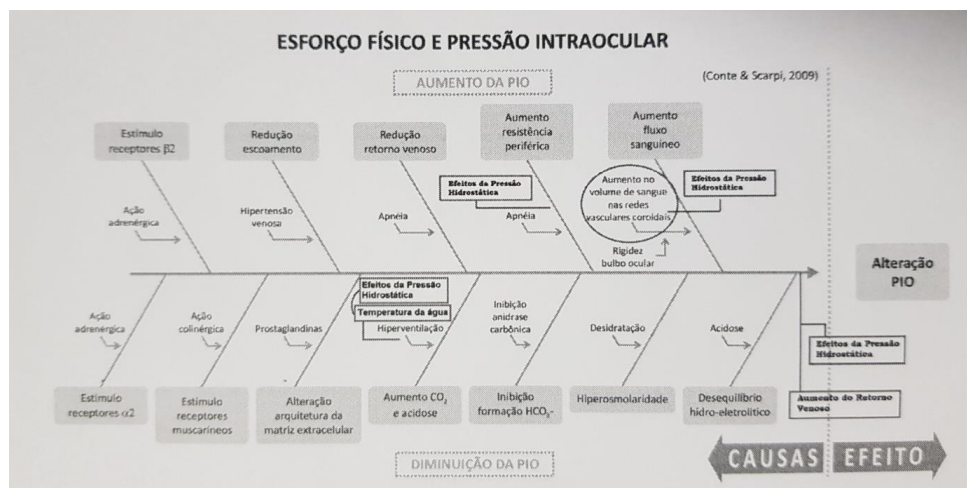 ESFORÇO FÍSICO E PRESSÃO INTRAOCULAR
(Conte & Scarpi, 2009)
AUMENTO DA PIO
Estimulo
receptores β2
Redução
escoamento
Redução
retorno venoso
Aumento
resistência
periférica
Aumento
fluxo
sanguíneo
Ação
adrenérgica
Hipertensão
venosa
Apnéia
Efeitos da Pressão
Hidrostática
Apnéia
Aumento no
volume de sangue
nas redes
vasculares coroidais
Efeitos da Pressão
Hidrostática
Rigidez
bulbo ocular
Alteração
PIO
Ação
adrenérgica
Ação
colinérgica
Prostaglandinas
Efeitos da Pressão
Hidrostática
Temperatura da água
Hiperventilação
Inibição
anidrase
carbônica
Desidratação
Acidose
Efeitos da Pressão
Hidrostática
Estimulo
receptores α2
Estimulo
receptores
muscarineos
Alteração
arquitetura da
matriz extracelular
Aumento CO₂
e acidose
Inibição
formação HCO₃-
Hiperosmolaridade
Desequilíbrio
hidro-eletrolitico
Aumento do Retorno
Venoso
DIMINUIÇÃO DA PIO
CAUSAS EFEITO